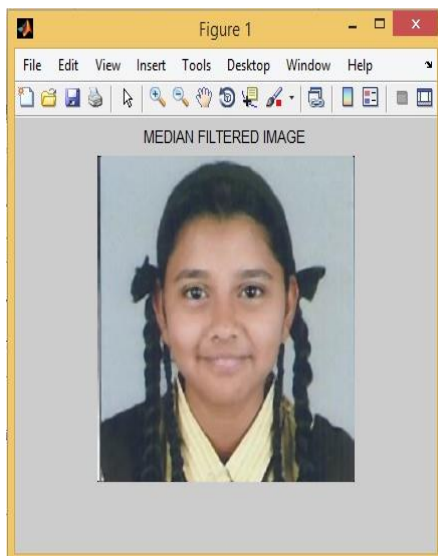 Figure 1
File Edit View Insert Tools Desktop Window Help
MEDIAN FILTERED IMAGE